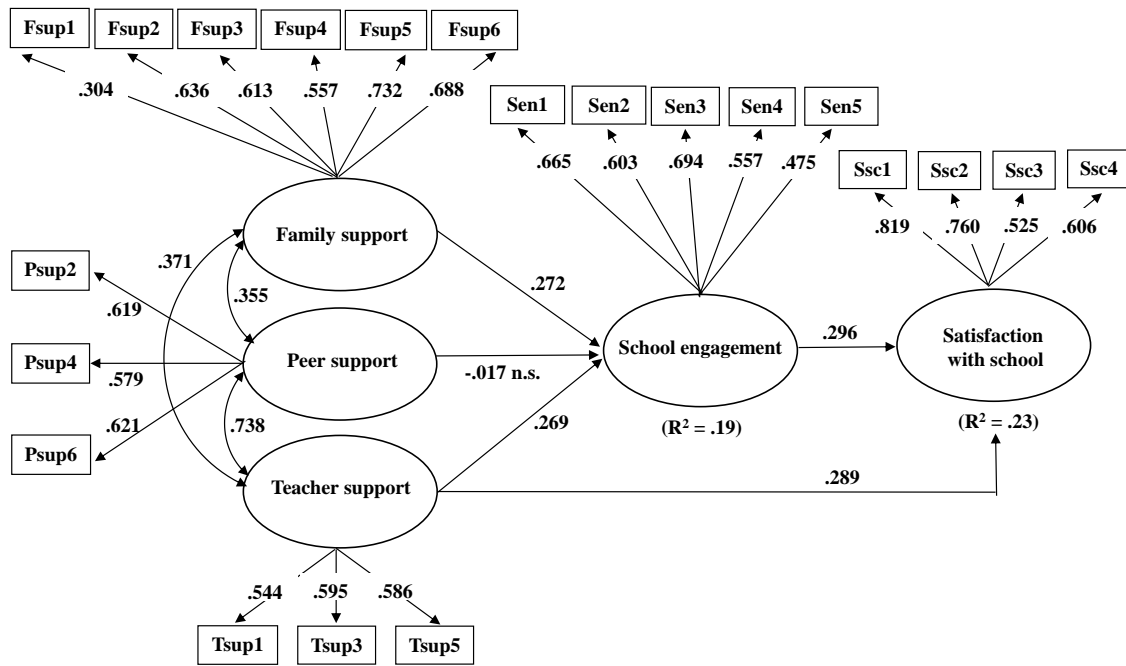 Fsup1 Fsup2 Fsup3 Fsup4 Fsup5 Fsup6
.304 .636 .613 .557 .732 .688
Sen1 Sen2 Sen3 Sen4 Sen5
.665 .603 .694 .557 .475
Ssc1 Ssc2 Ssc3 Ssc4
.819 .760 .525 .606
Family support
.371
.355
.272
Psup2
.619
Psup4
.579
Psup6
.621
Peer support
-.017 n.s.
.738
.269
School engagement
(R² = .19)
.296
Satisfaction
with school
(R² = .23)
Teacher support
.289
.544 .595 .586
Tsup1 Tsup3 Tsup5